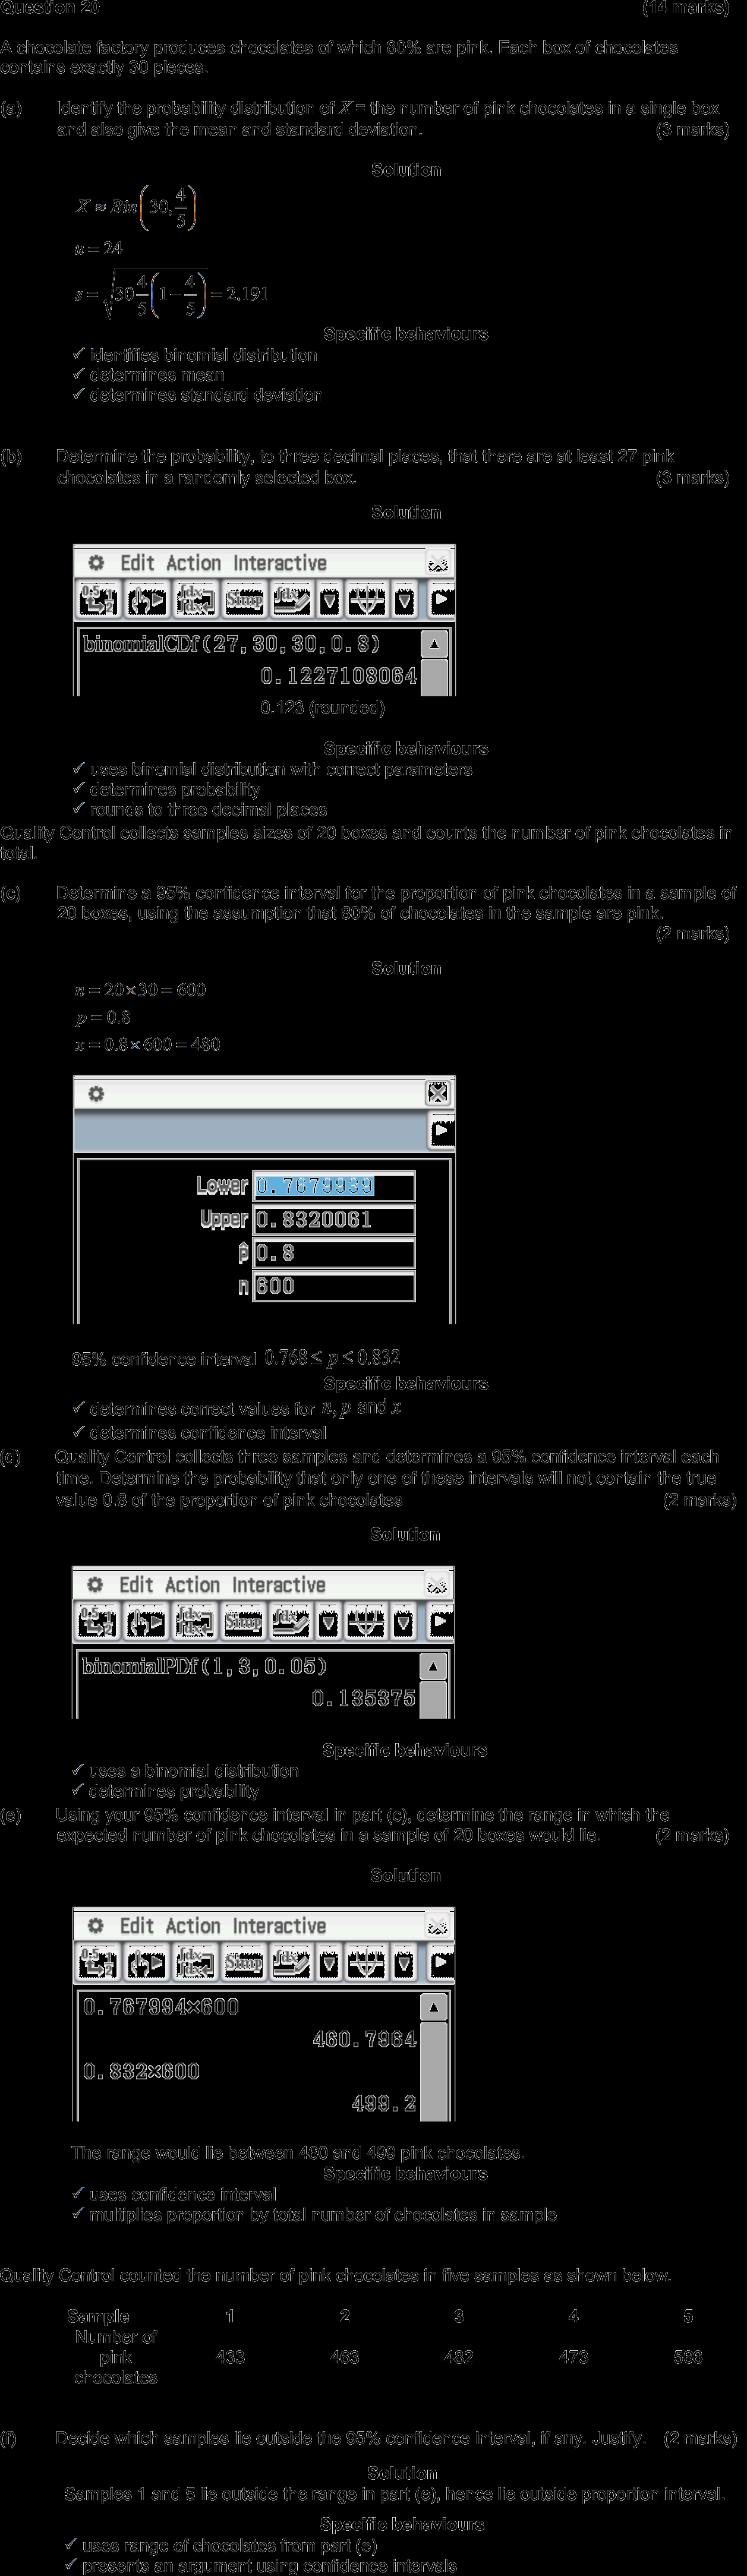 Question 20 (14 marks)
A chocolate factory produces chocolates of which 80% are pink. Each box of chocolates
contains exactly 30 pieces.
(a) Identify the probability distribution of X = the number of pink chocolates in a single box
and also give the mean and standard deviation. (3 marks)
Solution
X ≈ Bin(30, 4/5)
u = 24
s = √(30 4/5 (1 − 4/5)) = 2.191
Specific behaviours
✓ identifies binomial distribution
✓ determines mean
✓ determines standard deviation
(b) Determine the probability, to three decimal places, that there are at least 27 pink
chocolates in a randomly selected box. (3 marks)
Solution
Edit Action Interactive
binomialCDf(27,30,30,0.8)
0.1227108064
0.123 (rounded)
Specific behaviours
✓ uses binomial distribution with correct parameters
✓ determines probability
✓ rounds to three decimal places
Quality Control collects samples sizes of 20 boxes and counts the number of pink chocolates in
total.
(c) Determine a 95% confidence interval for the proportion of pink chocolates in a sample of
20 boxes, using the assumption that 80% of chocolates in the sample are pink.
(2 marks)
Solution
n = 20×30 = 600
p = 0.8
x = 0.8×600 = 480
Lower 0.7679939
Upper 0.8320061
p̂ 0.8
n 600
95% confidence interval 0.768 ≤ p ≤ 0.832
Specific behaviours
✓ determines correct values for n, p and x
✓ determines confidence interval
(d) Quality Control collects three samples and determines a 95% confidence interval each
time. Determine the probability that only one of these intervals will not contain the true
value 0.8 of the proportion of pink chocolates (2 marks)
Solution
Edit Action Interactive
binomialPDf(1,3,0.05)
0.135375
Specific behaviours
✓ uses a binomial distribution
✓ determines probability
(e) Using your 95% confidence interval in part (c), determine the range in which the
expected number of pink chocolates in a sample of 20 boxes would lie. (2 marks)
Solution
Edit Action Interactive
0.767994×600
460.7964
0.832×600
499.2
The range would lie between 460 and 499 pink chocolates.
Specific behaviours
✓ uses confidence interval
✓ multiplies proportion by total number of chocolates in sample
Quality Control counted the number of pink chocolates in five samples as shown below.
Sample 1 2 3 4 5
Number of
pink 433 463 482 473 566
chocolates
(f) Decide which samples lie outside the 95% confidence interval, if any. Justify. (2 marks)
Solution
Samples 1 and 5 lie outside the range in part (e), hence lie outside proportion interval.
Specific behaviours
✓ uses range of chocolates from part (e)
✓ presents an argument using confidence intervals